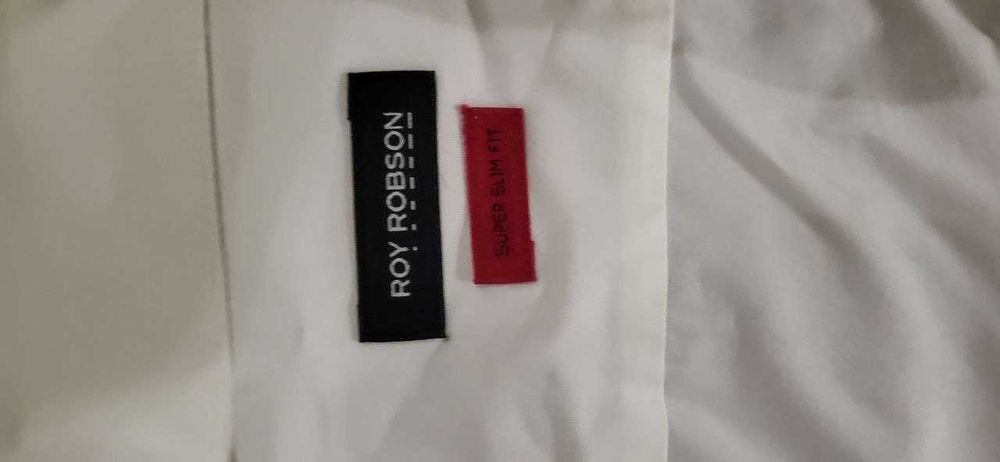 ROY ROBSON
SUPER SLIM FIT